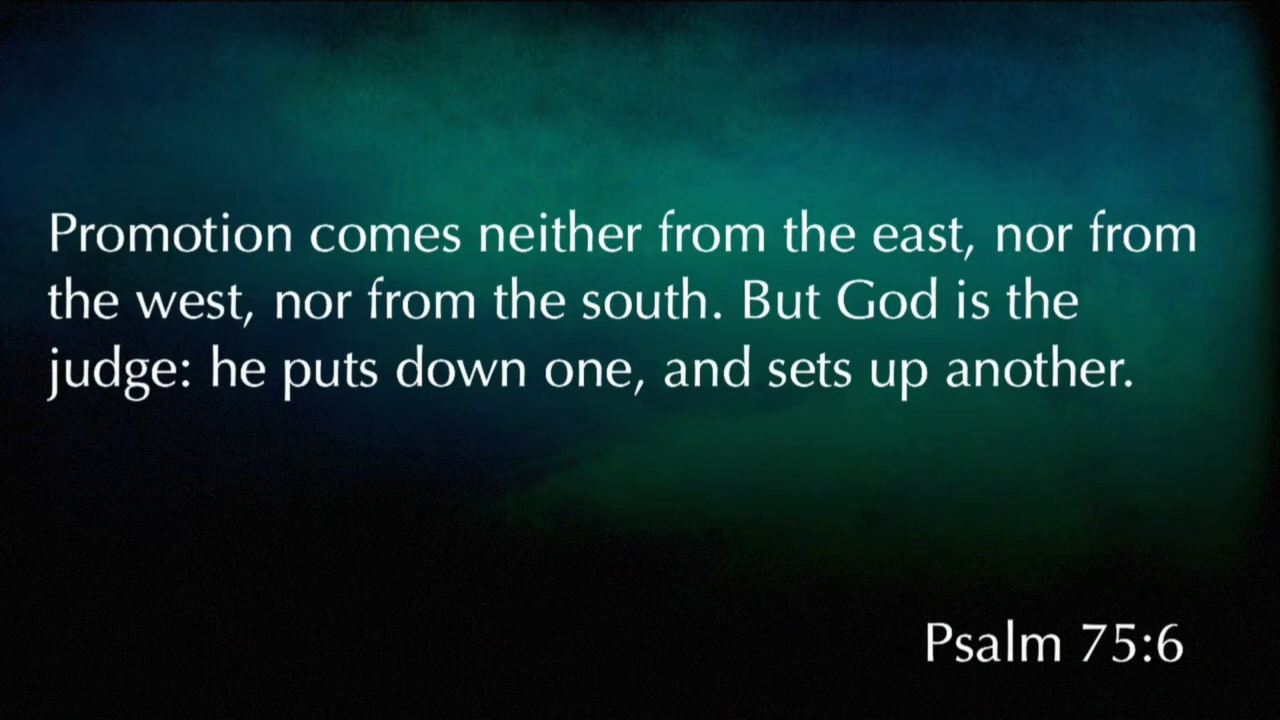 Promotion comes neither from the east, nor from
the west, nor from the south. But God is the
judge: he puts down one, and sets up another.
Psalm 75:6